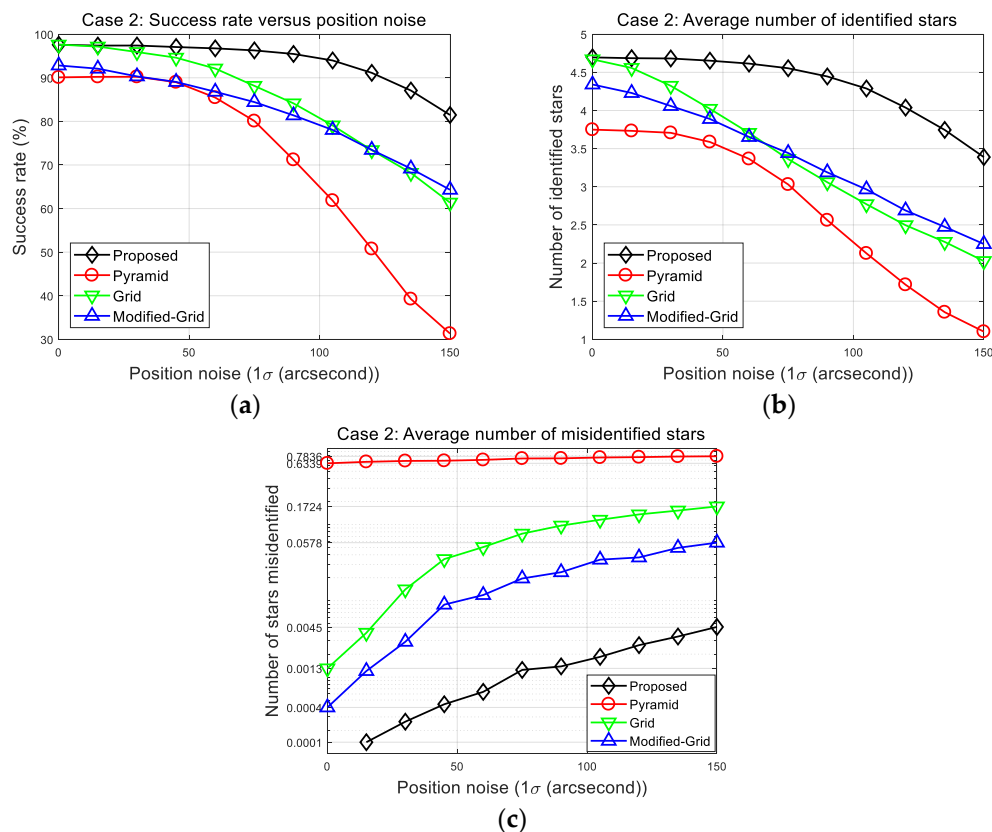 Case 2: Success rate versus position noise
100
90
80
70
60
50
40
30
Success rate (%)
Proposed
Pyramid
Grid
Modified-Grid
0
50
100
150
Position noise (1σ (arcsecond))
(a)
Case 2: Average number of identified stars
5
4.5
4
3.5
3
2.5
2
1.5
1
Number of identified stars
Proposed
Pyramid
Grid
Modified-Grid
0
50
100
150
Position noise (1σ (arcsecond))
(b)
Case 2: Average number of misidentified stars
0.7836
0.6339
0.1724
0.0578
0.0045
0.0013
0.0004
0.0001
Number of stars misidentified
Proposed
Pyramid
Grid
Modified-Grid
0
50
100
150
Position noise (1σ (arcsecond))
(c)